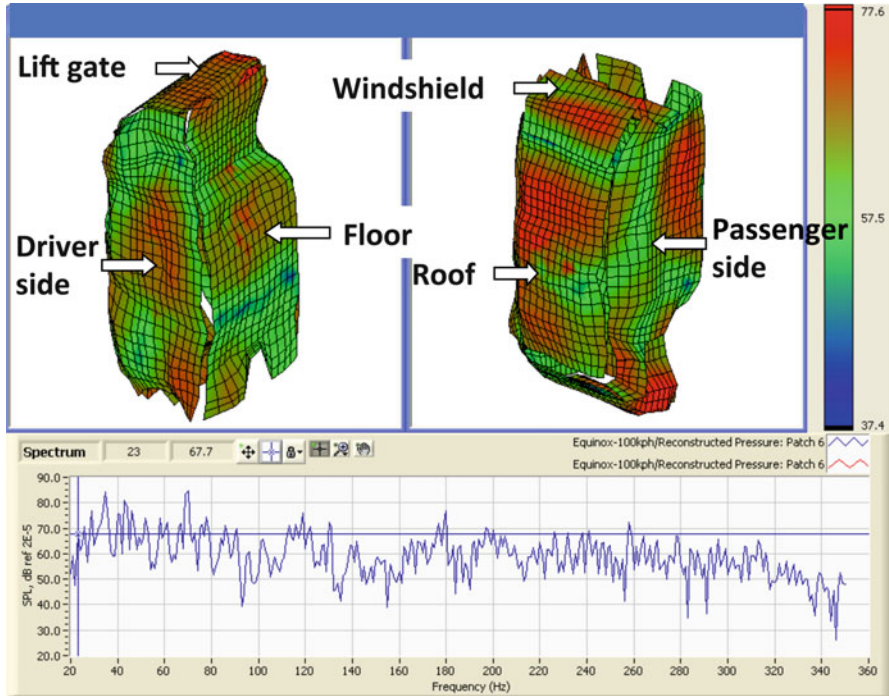 Lift gate
Driver
side
Floor
Windshield
Roof
Passenger
side
77.6
57.5
37.4
Spectrum
23
67.7
Equinox-100kph/Reconstructed Pressure: Patch 6
Equinox-100kph/Reconstructed Pressure: Patch 6
SPL, dB ref 2E-5
90.0
80.0
70.0
60.0
50.0
40.0
30.0
20.0
20 40 60 80 100 120 140 160 180 200 220 240 260 280 300 320 340 360
Frequency (Hz)